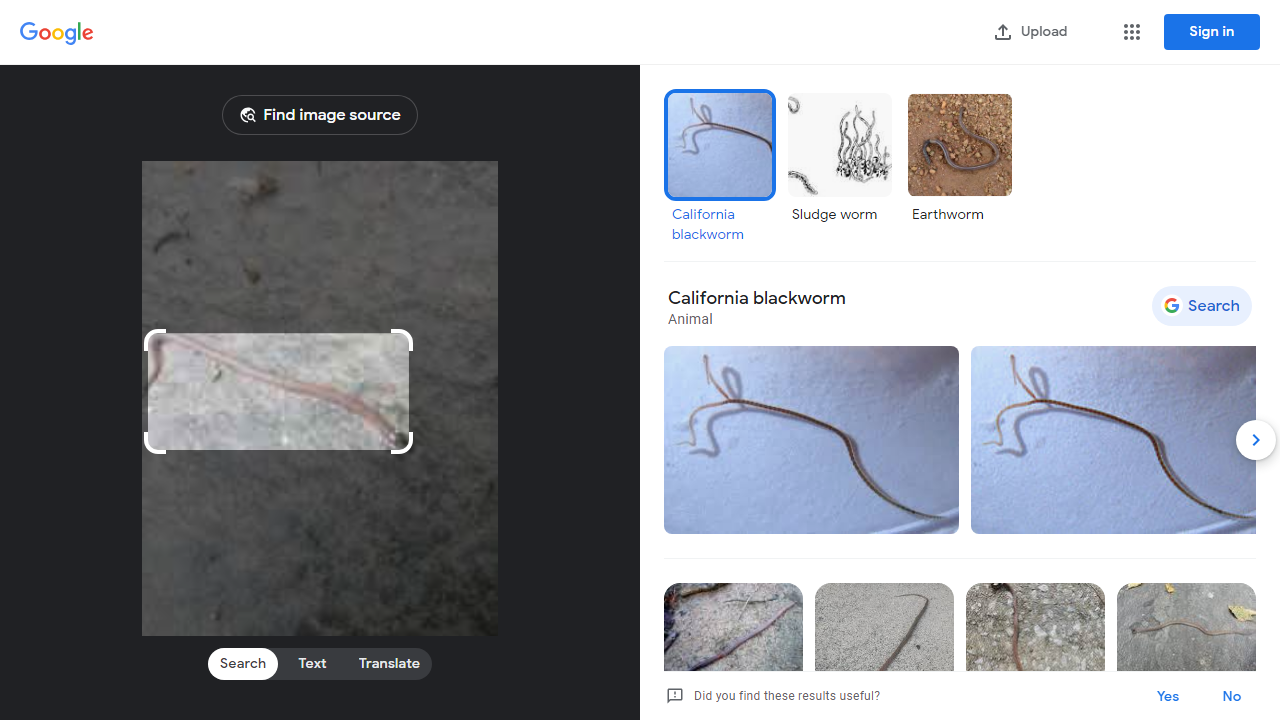 Google
Upload
Sign in
Find image source
California
blackworm
Sludge worm
Earthworm
California blackworm
Animal
Search
Search
Text
Translate
Did you find these results useful?
Yes
No